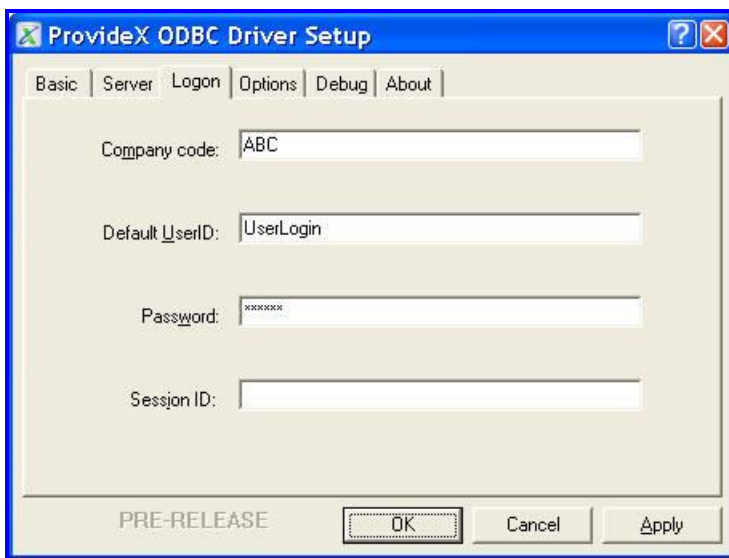 ProvideX ODBC Driver Setup
Basic Server Logon Options Debug About
Company code: ABC
Default UserID: UserLogin
Password: ××××××
Session ID:
PRE-RELEASE OK Cancel Apply